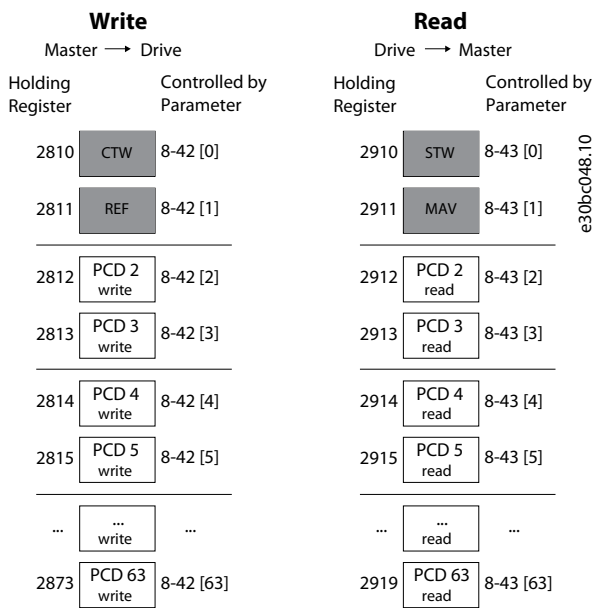 Write
Master → Drive
Holding Register
Controlled by Parameter
2810 CTW 8-42 [0]
2811 REF 8-42 [1]
2812 PCD 2 write 8-42 [2]
2813 PCD 3 write 8-42 [3]
2814 PCD 4 write 8-42 [4]
2815 PCD 5 write 8-42 [5]
... ... write ...
2873 PCD 63 write 8-42 [63]
Read
Drive → Master
Holding Register
Controlled by Parameter
2910 STW 8-43 [0]
2911 MAV 8-43 [1]
2912 PCD 2 read 8-43 [2]
2913 PCD 3 read 8-43 [3]
2914 PCD 4 read 8-43 [4]
2915 PCD 5 read 8-43 [5]
... ... read ...
2919 PCD 63 read 8-43 [63]
e30bc048.10